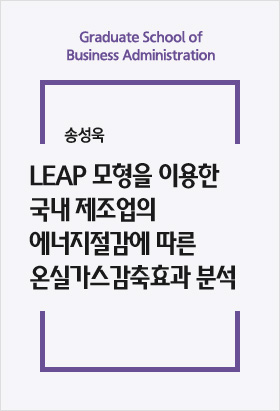 Graduate School of
Business Administration
송성욱
LEAP 모형을 이용한
국내 제조업의
에너지절감에 따른
온실가스감축효과 분석